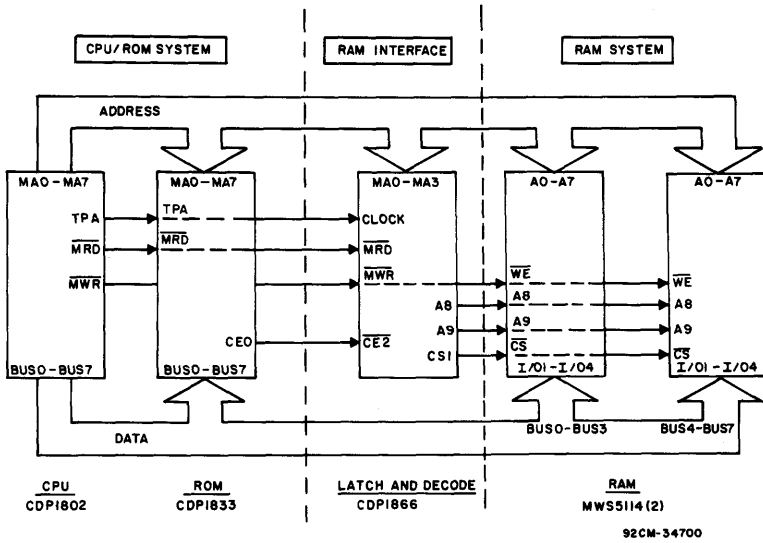 CPU/ROM SYSTEM
RAM INTERFACE
RAM SYSTEM
ADDRESS
MA0-MA7
MA0-MA7
MA0-MA3
A0-A7
A0-A7
TPA
TPA
CLOCK
MRD
MRD
MRD
MWR
MWR
WE
WE
A8
A8
A8
A9
A9
A9
CEO
CE2
CS1
CS
CS
BUS0-BUS7
BUS0-BUS7
I/O1-I/O4
I/O1-I/O4
DATA
BUS0-BUS3
BUS4-BUS7
CPU
CDP1802
ROM
CDP1833
LATCH AND DECODE
CDP1866
RAM
MWS5114(2)
92CM-34700